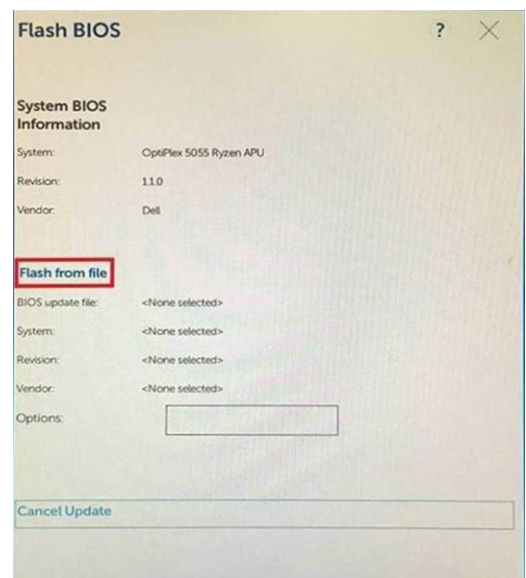 Flash BIOS ?
System BIOS
Information
System: OptiPlex 5055 Ryzen APU
Revision: 1.1.0
Vendor: Dell
Flash from file
BIOS update file: <None selected>
System: <None selected>
Revision: <None selected>
Vendor: <None selected>
Options:
Cancel Update